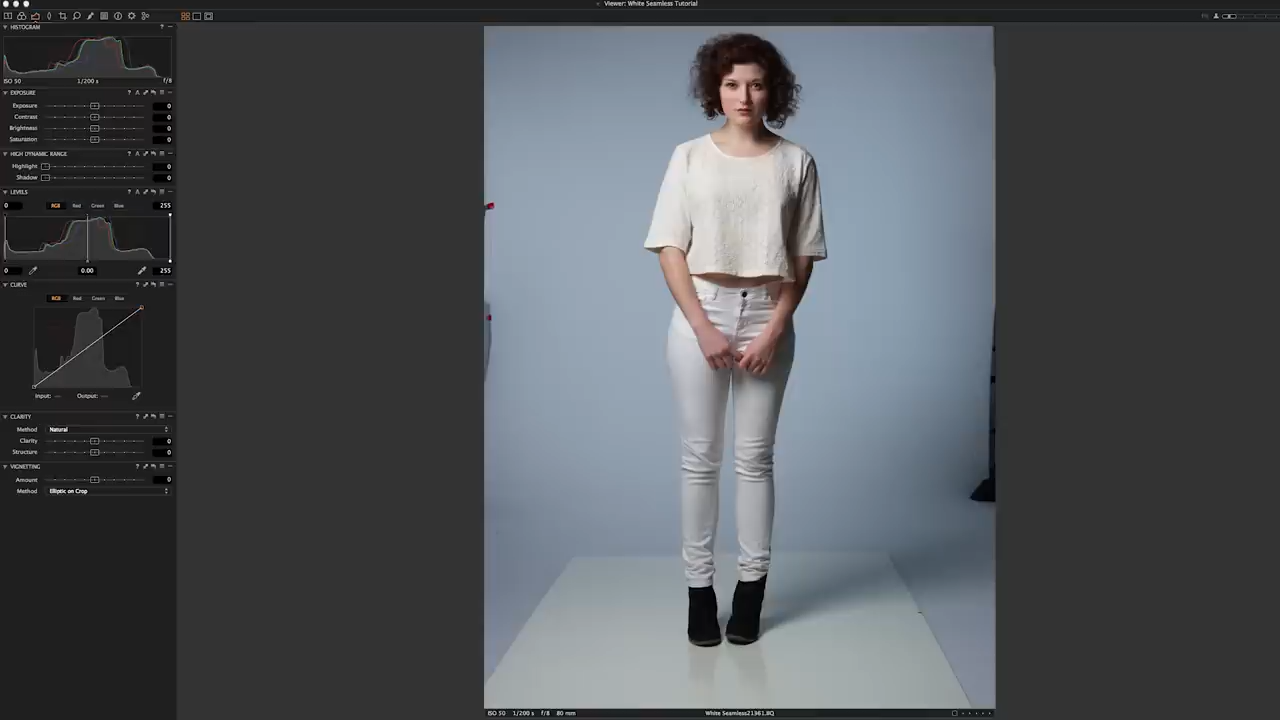 Viewer: White Seamless Tutorial
HISTOGRAM
ISO 50 1/200 s f/8
EXPOSURE
Exposure 0
Contrast 0
Brightness 0
Saturation 0
HIGH DYNAMIC RANGE
Highlight 0
Shadow 0
LEVELS
0 RGB Red Green Blue 255
0 0.00 255
CURVE
RGB Red Green Blue
Input: -- Output: --
CLARITY
Method Natural
Clarity 0
Structure 0
VIGNETTING
Amount 0
Method Elliptic on Crop
ISO 50 1/200 s f/8 80 mm White Seamless21361.IIQ